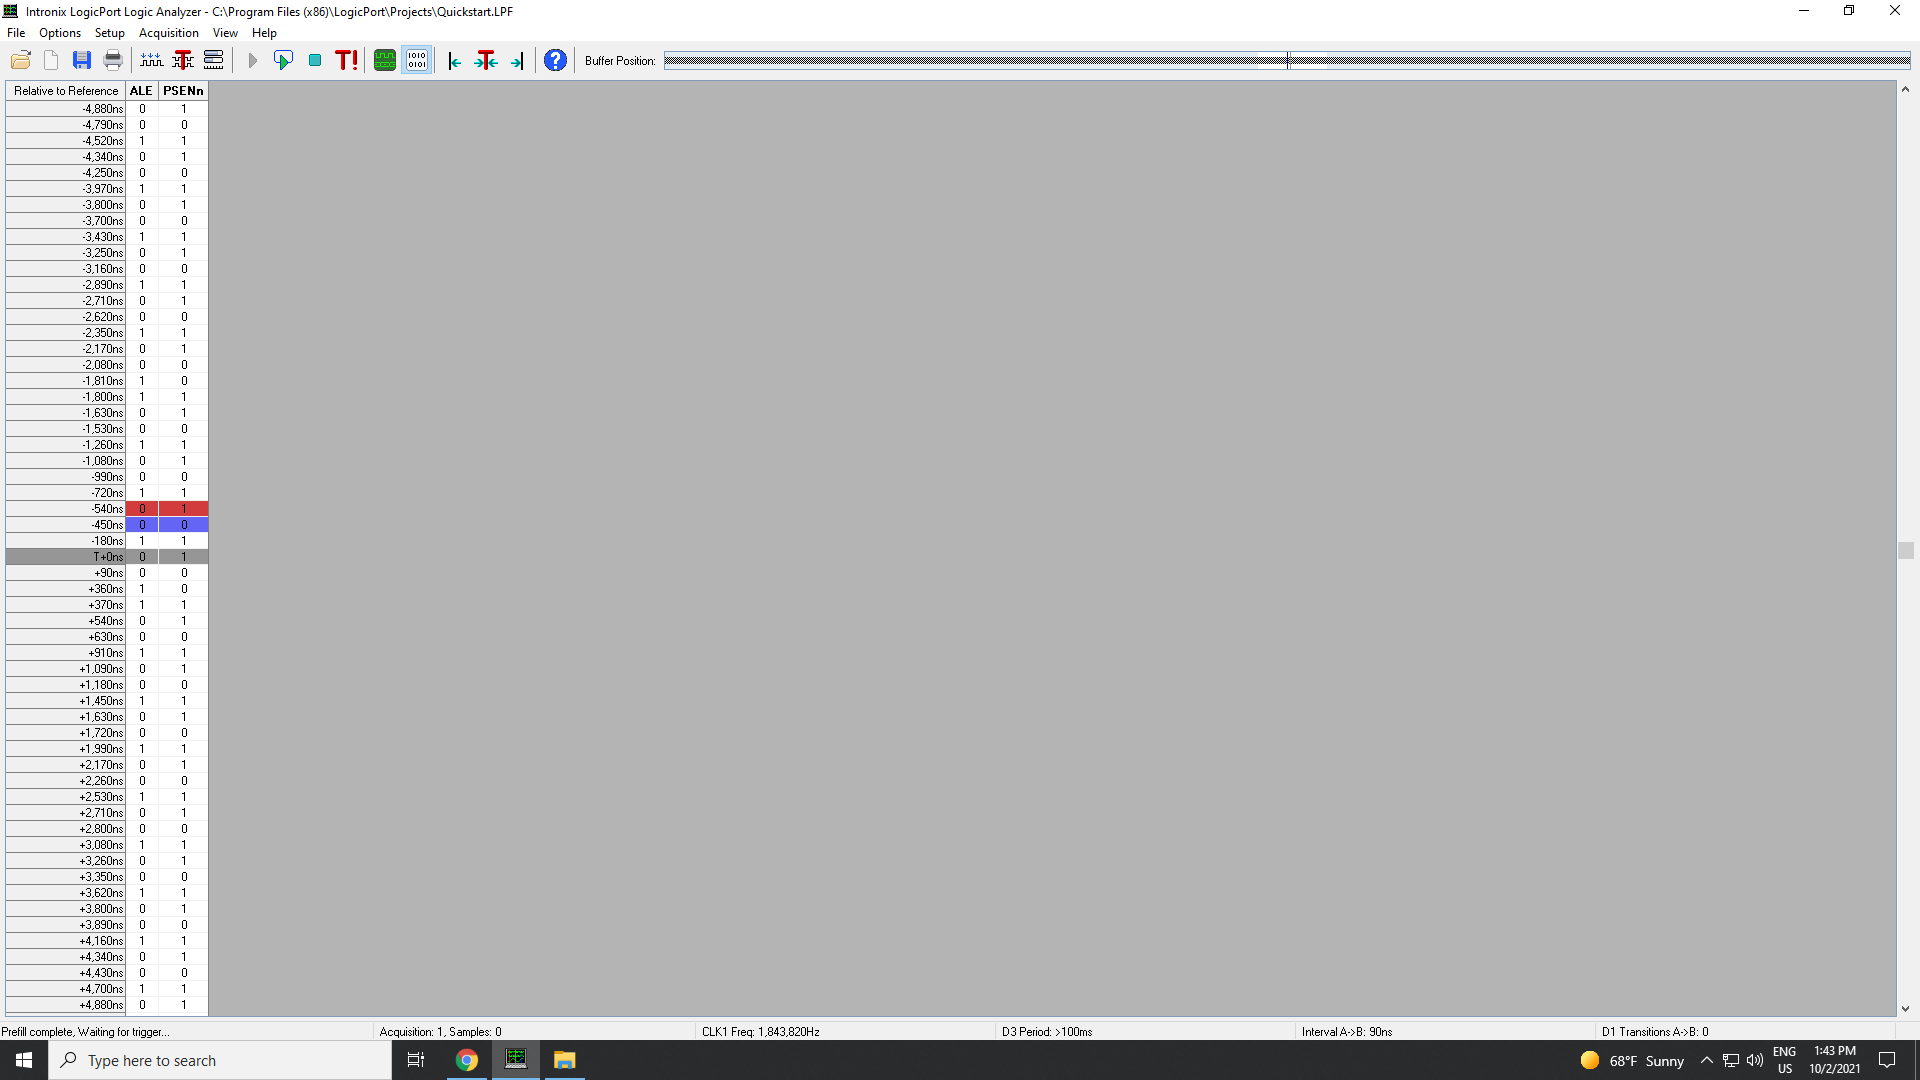 Intronix LogicPort Logic Analyzer - C:\Program Files (x86)\LogicPort\Projects\Quickstart.LPF
File Options Setup Acquisition View Help
T! 1010 0101 ? Buffer Position:
Relative to Reference ALE PSENn
-4,880ns 0 1
-4,790ns 0 0
-4,520ns 1 1
-4,340ns 0 1
-4,250ns 0 0
-3,970ns 1 1
-3,800ns 0 1
-3,700ns 0 0
-3,430ns 1 1
-3,250ns 0 1
-3,160ns 0 0
-2,890ns 1 1
-2,710ns 0 1
-2,620ns 0 0
-2,350ns 1 1
-2,170ns 0 1
-2,080ns 0 0
-1,810ns 1 0
-1,800ns 1 1
-1,630ns 0 1
-1,530ns 0 0
-1,260ns 1 1
-1,080ns 0 1
-990ns 0 0
-720ns 1 1
-540ns 0 1
-450ns 0 0
-180ns 1 1
T+0ns 0 1
+90ns 0 0
+360ns 1 0
+370ns 1 1
+540ns 0 1
+630ns 0 0
+910ns 1 1
+1,090ns 0 1
+1,180ns 0 0
+1,450ns 1 1
+1,630ns 0 1
+1,720ns 0 0
+1,990ns 1 1
+2,170ns 0 1
+2,260ns 0 0
+2,530ns 1 1
+2,710ns 0 1
+2,800ns 0 0
+3,080ns 1 1
+3,260ns 0 1
+3,350ns 0 0
+3,620ns 1 1
+3,800ns 0 1
+3,890ns 0 0
+4,160ns 1 1
+4,340ns 0 1
+4,430ns 0 0
+4,700ns 1 1
+4,880ns 0 1
Prefill complete, Waiting for trigger... Acquisition: 1, Samples: 0 CLK1 Freq: 1,843,820Hz D3 Period: >100ms Interval A->B: 90ns D1 Transitions A->B: 0
Type here to search 68°F Sunny ENG US 1:43 PM 10/2/2021